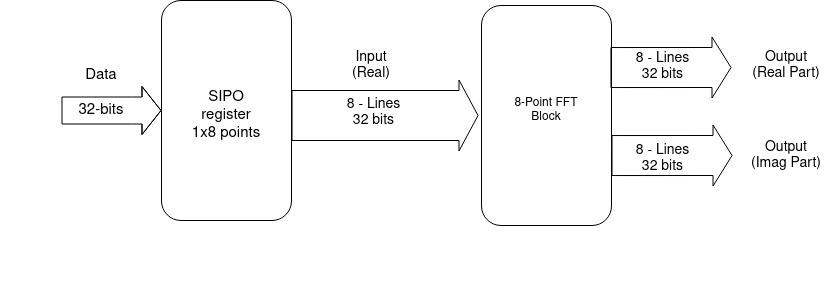 Data
32-bits
SIPO
register
1x8 points
Input
(Real)
8 - Lines
32 bits
8-Point FFT
Block
8 - Lines
32 bits
Output
(Real Part)
8 - Lines
32 bits
Output
(Imag Part)